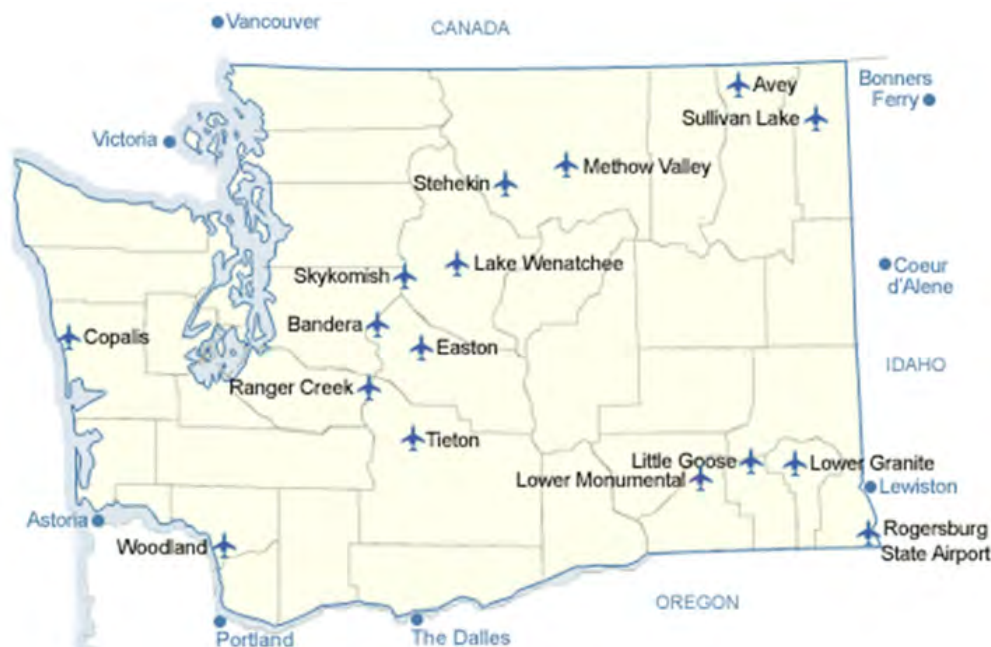 Vancouver
CANADA
Avey
Bonners
Ferry
Sullivan Lake
Victoria
Methow Valley
Stehekin
Lake Wenatchee
Coeur
d'Alene
Skykomish
Bandera
Copalis
Easton
IDAHO
Ranger Creek
Tieton
Little Goose
Lower Granite
Lower Monumental
Lewiston
Astoria
Rogersburg
State Airport
Woodland
OREGON
Portland
The Dalles